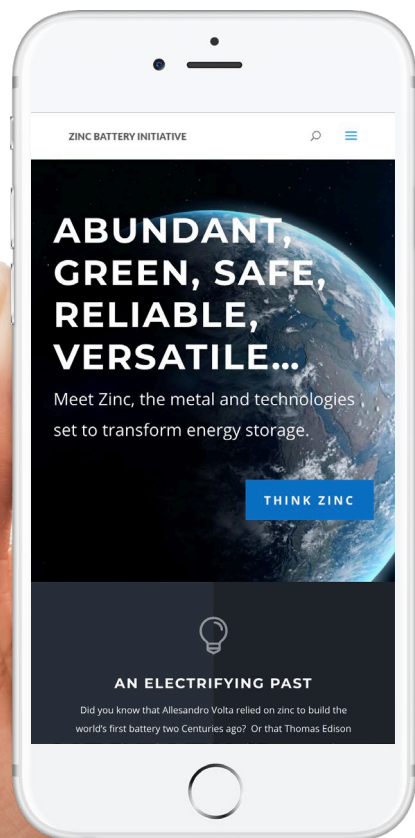 ZINC BATTERY INITIATIVE
ABUNDANT,
GREEN, SAFE,
RELIABLE,
VERSATILE...
Meet Zinc, the metal and technologies
set to transform energy storage.
THINK ZINC
AN ELECTRIFYING PAST
Did you know that Allesandro Volta relied on zinc to build the
world's first battery two Centuries ago? Or that Thomas Edison